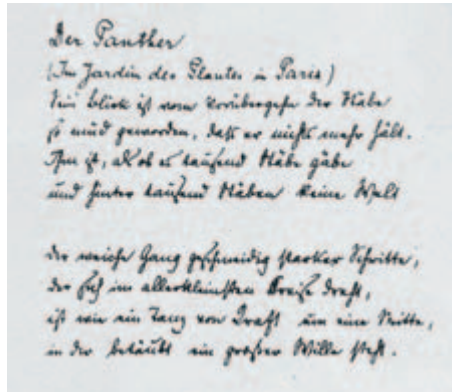 Der Panther
(Im Jardin des Plantes in Paris)
Sein Blick ist vom Vorübergehn der Stäbe
so müd geworden, daß er nichts mehr hält.
Ihm ist, als ob es tausend Stäbe gäbe
und hinter tausend Stäben keine Welt
Der weiche Gang geschmeidig starker Schritte,
der sich im allerkleinsten Kreise dreht,
ist wie ein Tanz von Kraft um eine Mitte,
in der betäubt ein großer Wille steht.